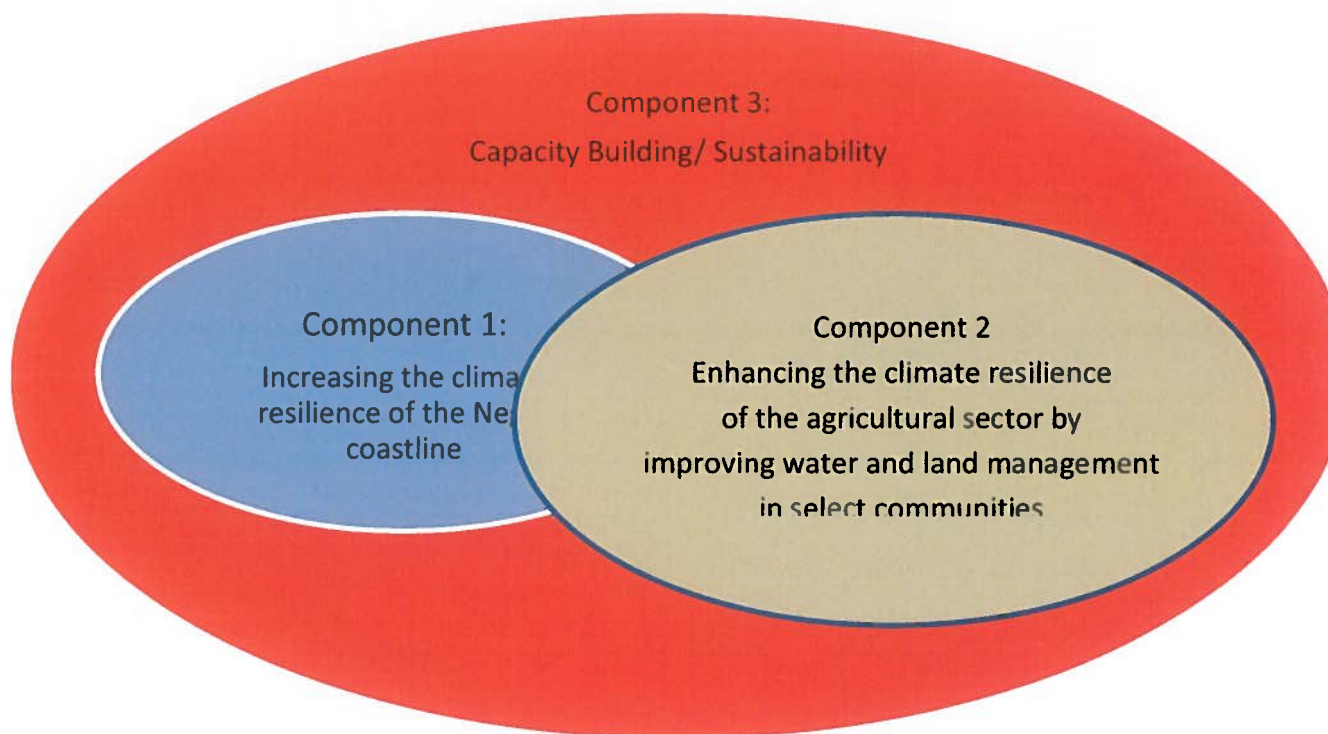 Component 3:
Capacity Building/ Sustainability
Component 1:
Increasing the clima
resilience of the Ne
coastline
Component 2
Enhancing the climate resilience
of the agricultural sector by
improving water and land management
in select communities